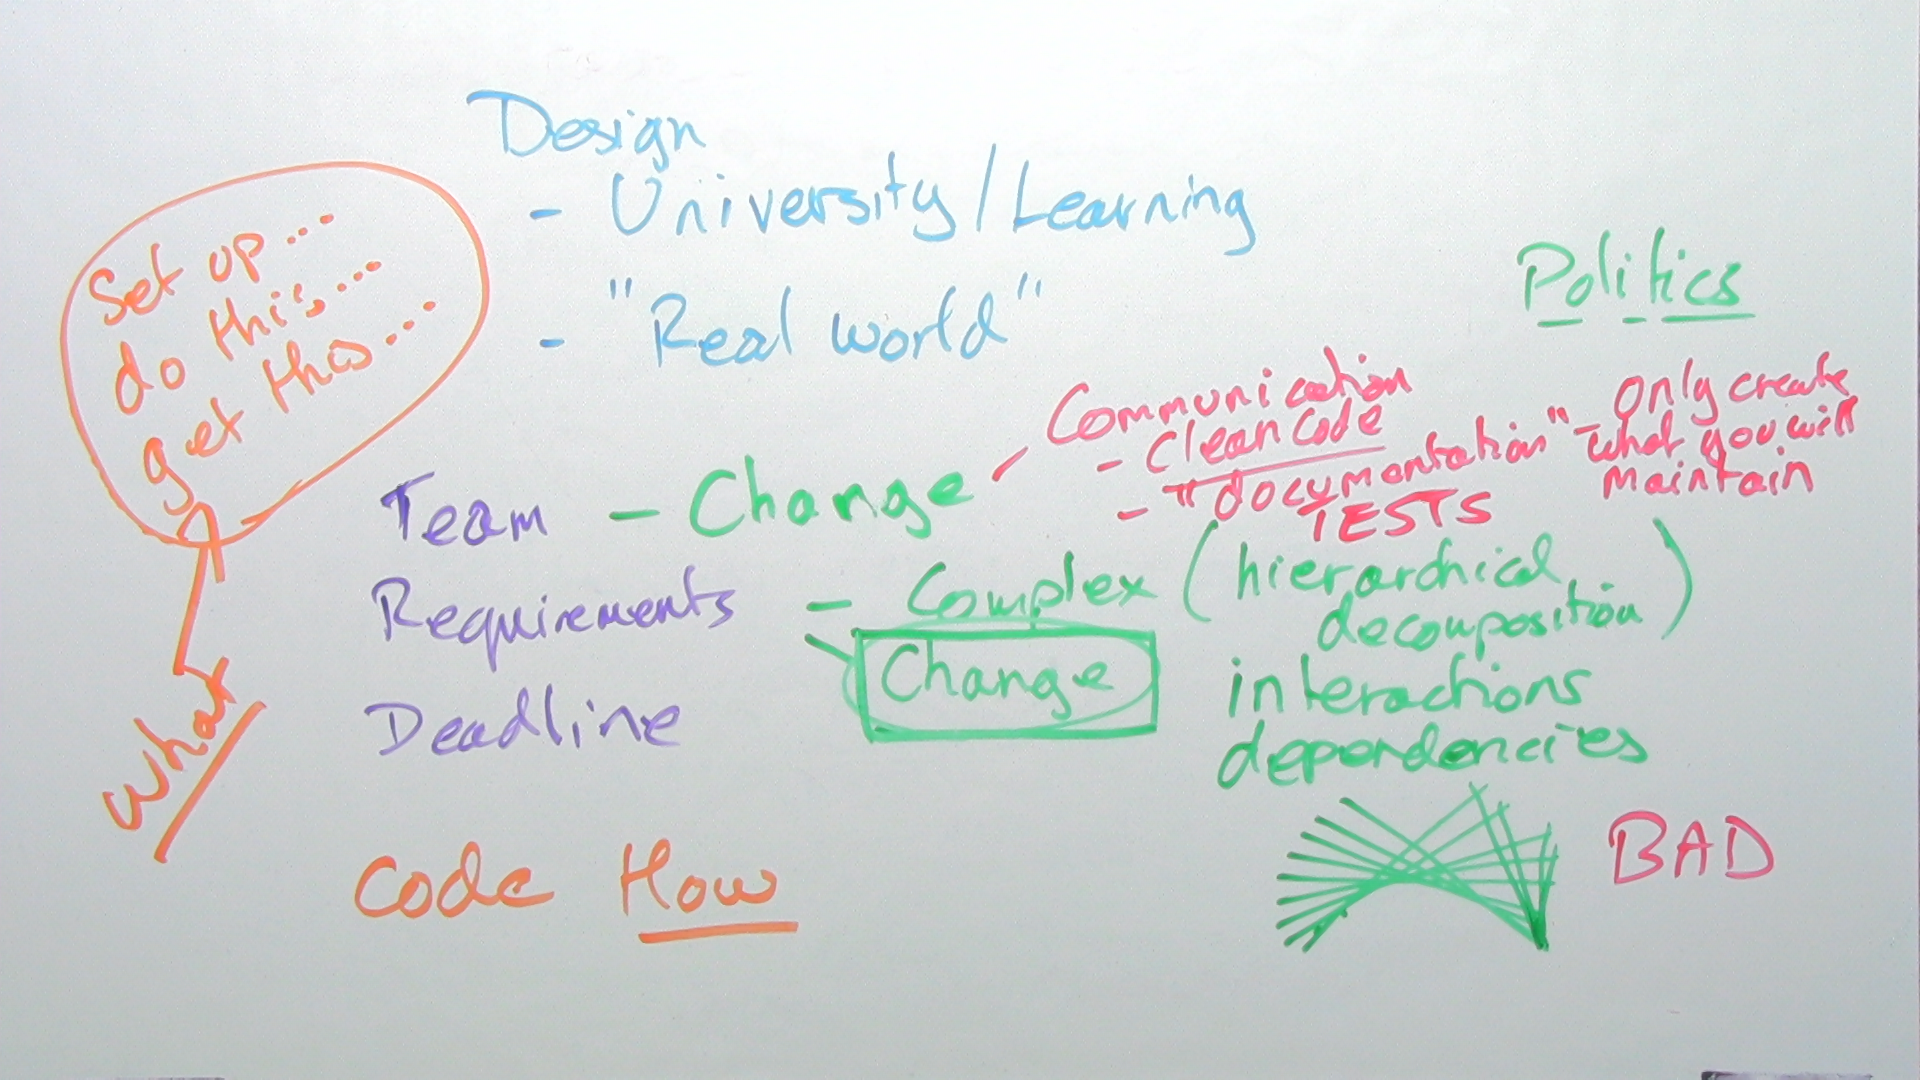 Design
- University/Learning
- "Real world"
Set up...
do this...
get this...
What
Politics
Team - Change - Communication
- Clean Code
- "documentation" - only create
what you will
maintain
TESTS
Requirements - Complex (hierarchical
decomposition)
Change
interactions
dependencies
Deadline
BAD
Code How